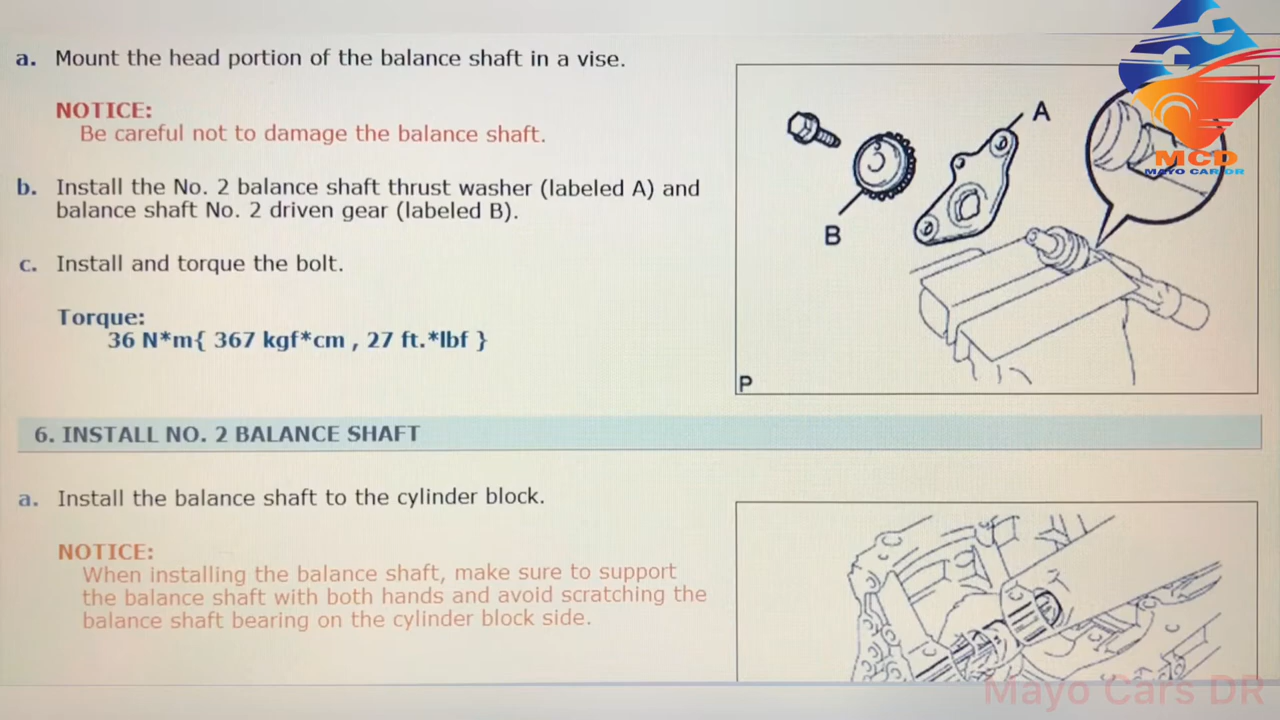 a. Mount the head portion of the balance shaft in a vise.
NOTICE:
Be careful not to damage the balance shaft.
b. Install the No. 2 balance shaft thrust washer (labeled A) and
balance shaft No. 2 driven gear (labeled B).
c. Install and torque the bolt.
Torque:
36 N*m{ 367 kgf*cm , 27 ft.*lbf }
A
B
P
MCD
MAYO CAR DR
6. INSTALL NO. 2 BALANCE SHAFT
a. Install the balance shaft to the cylinder block.
NOTICE:
When installing the balance shaft, make sure to support
the balance shaft with both hands and avoid scratching the
balance shaft bearing on the cylinder block side.
Mayo Cars DR